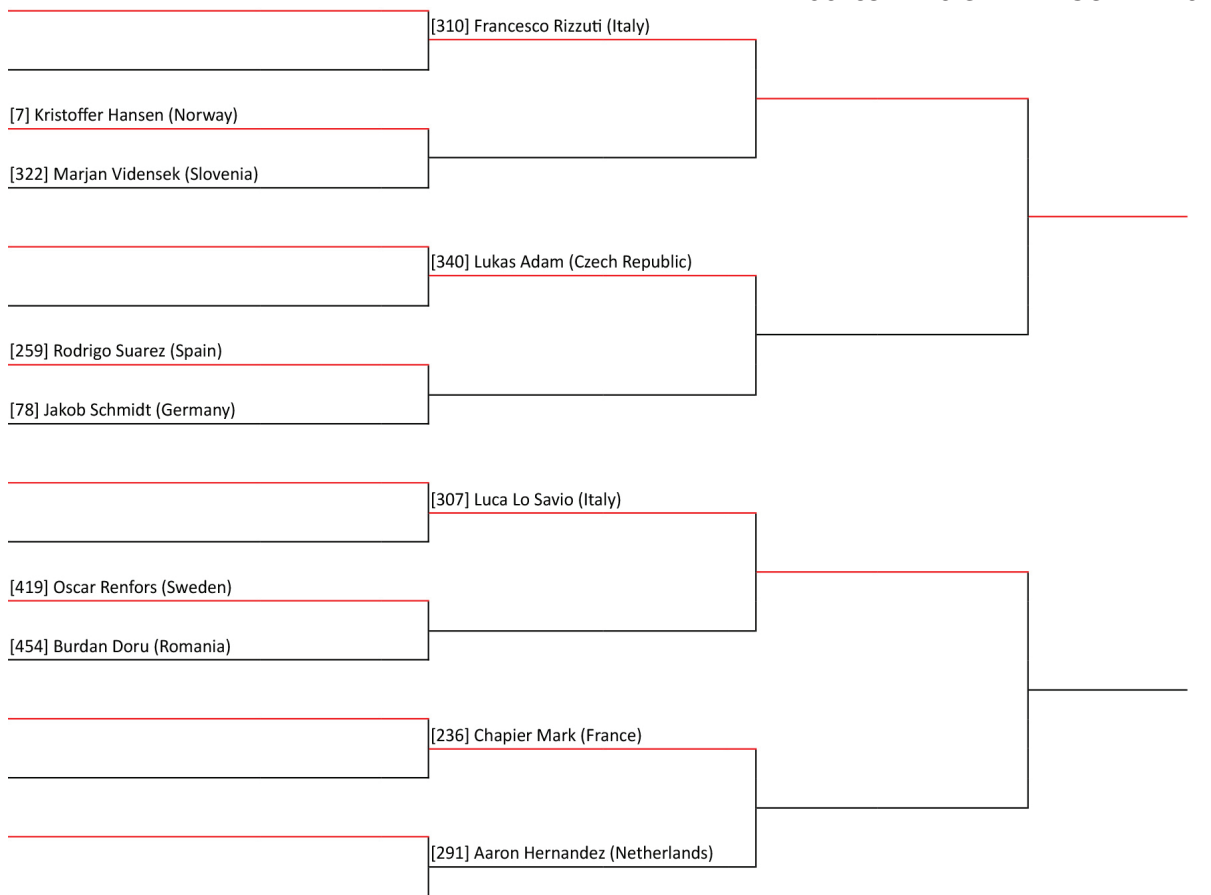 [310] Francesco Rizzuti (Italy)
[7] Kristoffer Hansen (Norway)
[322] Marjan Vidensek (Slovenia)
[340] Lukas Adam (Czech Republic)
[259] Rodrigo Suarez (Spain)
[78] Jakob Schmidt (Germany)
[307] Luca Lo Savio (Italy)
[419] Oscar Renfors (Sweden)
[454] Burdan Doru (Romania)
[236] Chapier Mark (France)
[291] Aaron Hernandez (Netherlands)